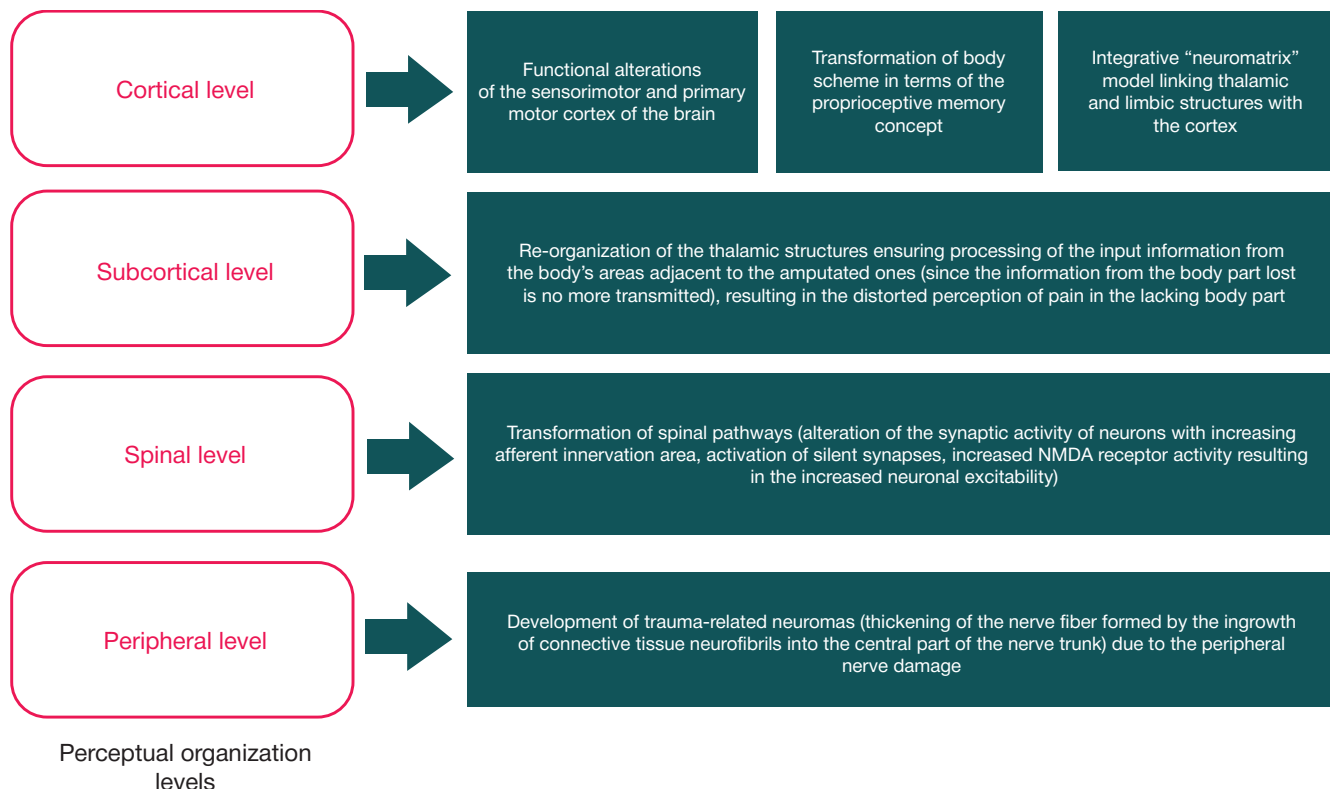 Cortical level
Functional alterations
of the sensorimotor and primary
motor cortex of the brain
Transformation of body
scheme in terms of the
proprioceptive memory
concept
Integrative “neuromatrix”
model linking thalamic
and limbic structures with
the cortex
Subcortical level
Re-organization of the thalamic structures ensuring processing of the input information from
the body’s areas adjacent to the amputated ones (since the information from the body part lost
is no more transmitted), resulting in the distorted perception of pain in the lacking body part
Spinal level
Transformation of spinal pathways (alteration of the synaptic activity of neurons with increasing
afferent innervation area, activation of silent synapses, increased NMDA receptor activity resulting
in the increased neuronal excitability)
Peripheral level
Development of trauma-related neuromas (thickening of the nerve fiber formed by the ingrowth
of connective tissue neurofibrils into the central part of the nerve trunk) due to the peripheral
nerve damage
Perceptual organization
levels